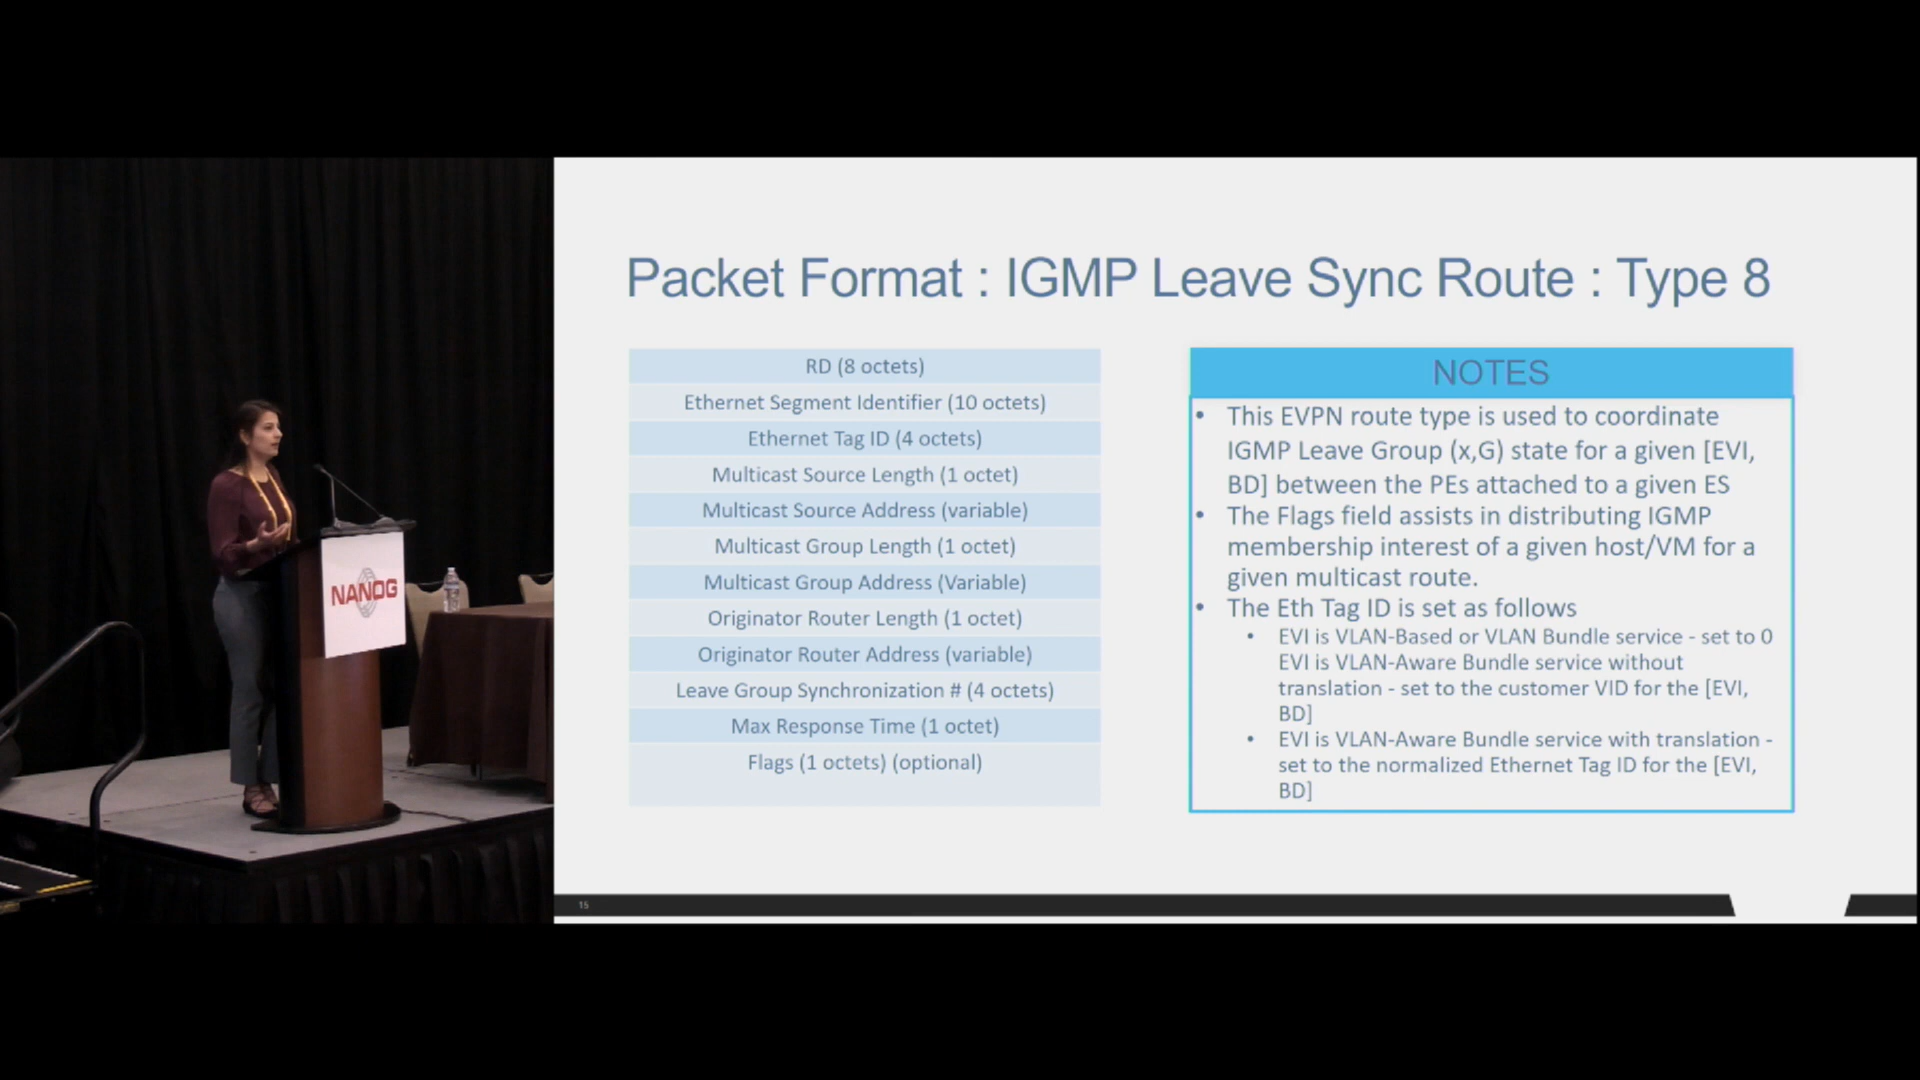 NANOG
Packet Format : IGMP Leave Sync Route : Type 8
RD (8 octets)
Ethernet Segment Identifier (10 octets)
Ethernet Tag ID (4 octets)
Multicast Source Length (1 octet)
Multicast Source Address (variable)
Multicast Group Length (1 octet)
Multicast Group Address (Variable)
Originator Router Length (1 octet)
Originator Router Address (variable)
Leave Group Synchronization # (4 octets)
Max Response Time (1 octet)
Flags (1 octets) (optional)
NOTES
• This EVPN route type is used to coordinate
IGMP Leave Group (x,G) state for a given [EVI,
BD] between the PEs attached to a given ES
• The Flags field assists in distributing IGMP
membership interest of a given host/VM for a
given multicast route.
• The Eth Tag ID is set as follows
• EVI is VLAN-Based or VLAN Bundle service - set to 0
EVI is VLAN-Aware Bundle service without
translation - set to the customer VID for the [EVI,
BD]
• EVI is VLAN-Aware Bundle service with translation -
set to the normalized Ethernet Tag ID for the [EVI,
BD]
15